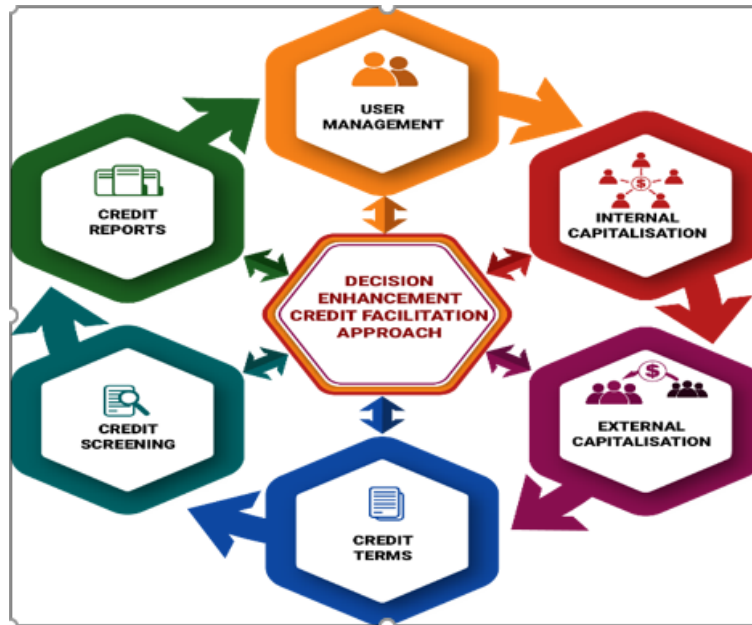 USER
MANAGEMENT
CREDIT
REPORTS
$
INTERNAL
CAPITALISATION
DECISION
ENHANCEMENT
CREDIT FACILITATION
APPROACH
CREDIT
SCREENING
$
EXTERNAL
CAPITALISATION
CREDIT
TERMS